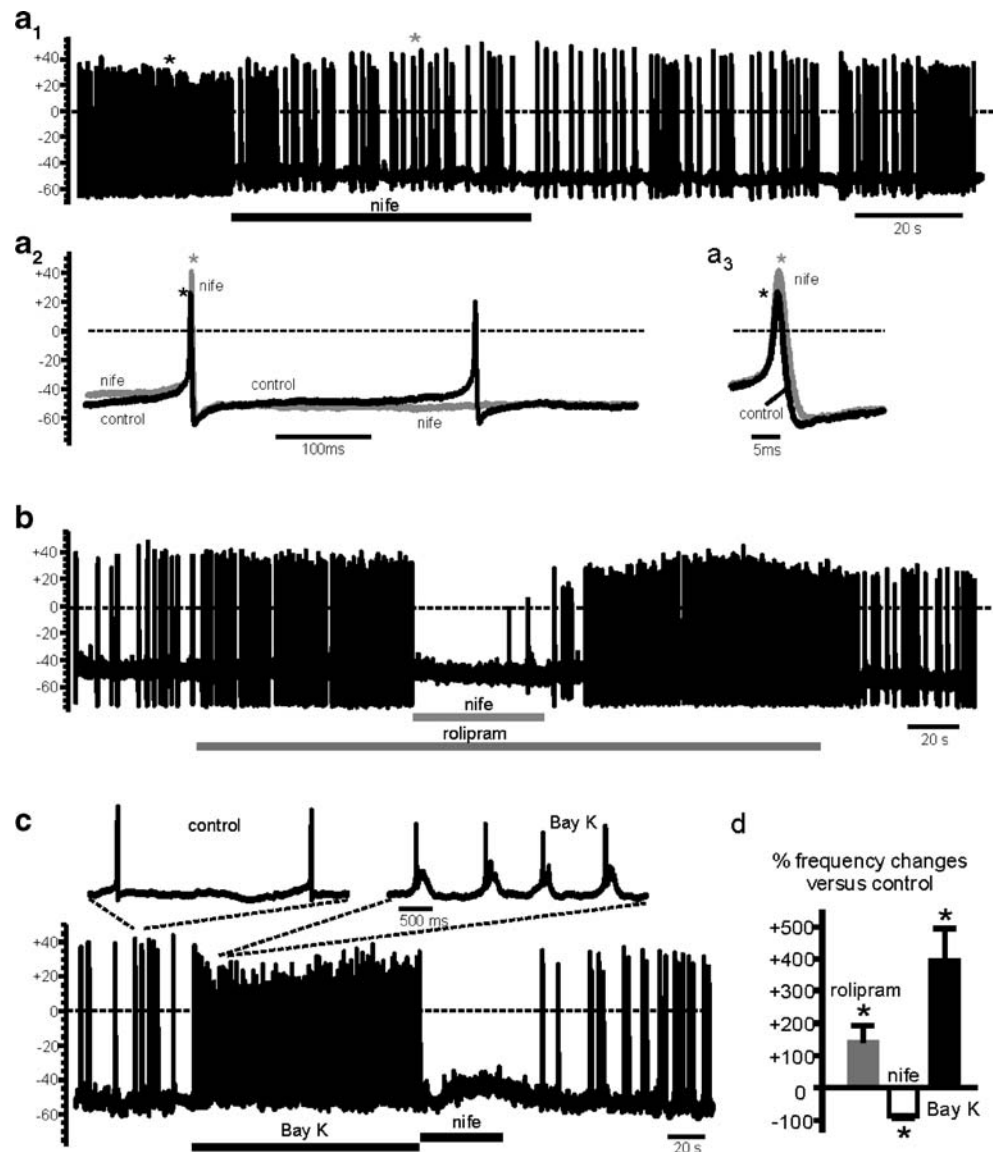 a1
*
*
+40
+20
0
-20
-40
-60
nife
20 s
a2
a3
+40
+20
0
-20
-40
-60
*
*
nife
nife
control
control
nife
100ms
*
*
nife
control
5ms
b
+40
+20
0
-20
-40
-60
nife
rolipram
20 s
c
control
Bay K
500 ms
+40
+20
0
-20
-40
-60
Bay K
nife
20 s
d
% frequency changes
versus control
+500
+400
+300
+200
+100
0
-100
rolipram
*
nife
*
*
Bay K